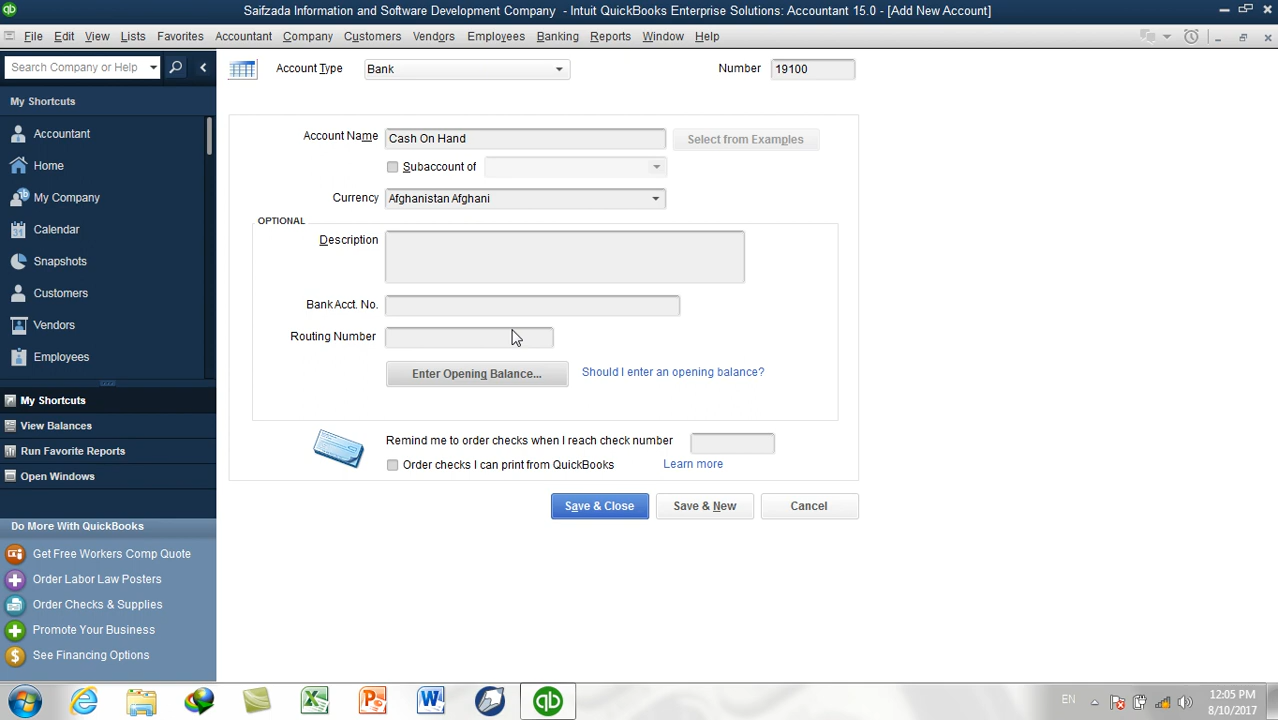 Saifzada Information and Software Development Company - Intuit QuickBooks Enterprise Solutions: Accountant 15.0 - [Add New Account]
File Edit View Lists Favorites Accountant Company Customers Vendors Employees Banking Reports Window Help
Search Company or Help
My Shortcuts
Accountant
Home
My Company
Calendar
Snapshots
Customers
Vendors
Employees
My Shortcuts
View Balances
Run Favorite Reports
Open Windows
Do More With QuickBooks
Get Free Workers Comp Quote
Order Labor Law Posters
Order Checks & Supplies
Promote Your Business
See Financing Options
Account Type Bank Number 19100
Account Name Cash On Hand Select from Examples
Subaccount of
Currency Afghanistan Afghani
OPTIONAL
Description
Bank Acct. No.
Routing Number
Enter Opening Balance... Should I enter an opening balance?
Remind me to order checks when I reach check number
Order checks I can print from QuickBooks Learn more
Save & Close Save & New Cancel
qb
EN
12:05 PM
8/10/2017